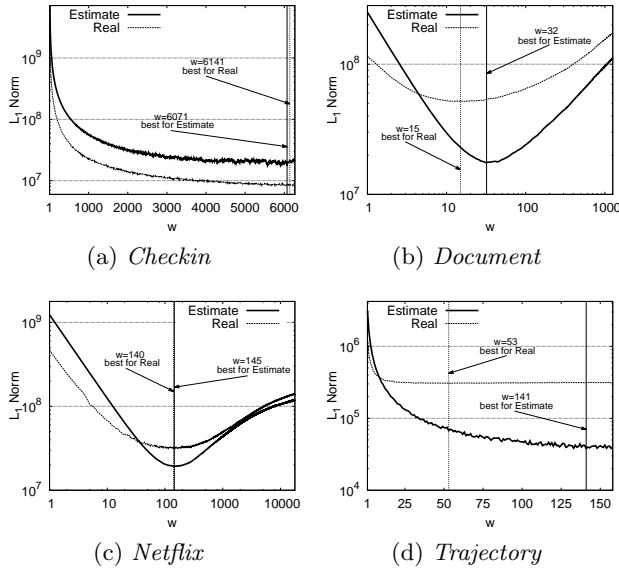 Estimate
Real
10^9
10^8
10^7
L1 Norm
w=6141
best for Real
w=6071
best for Estimate
1 1000 2000 3000 4000 5000 6000
w
(a) Checkin
Estimate
Real
10^8
10^7
L1 Norm
w=32
best for Estimate
w=15
best for Real
1 10 100 1000
w
(b) Document
Estimate
Real
10^9
10^8
10^7
L1 Norm
w=140
best for Real
w=145
best for Estimate
1 10 100 1000 10000
w
(c) Netflix
Estimate
Real
10^6
10^5
10^4
L1 Norm
w=53
best for Real
w=141
best for Estimate
1 25 50 75 100 125 150
w
(d) Trajectory